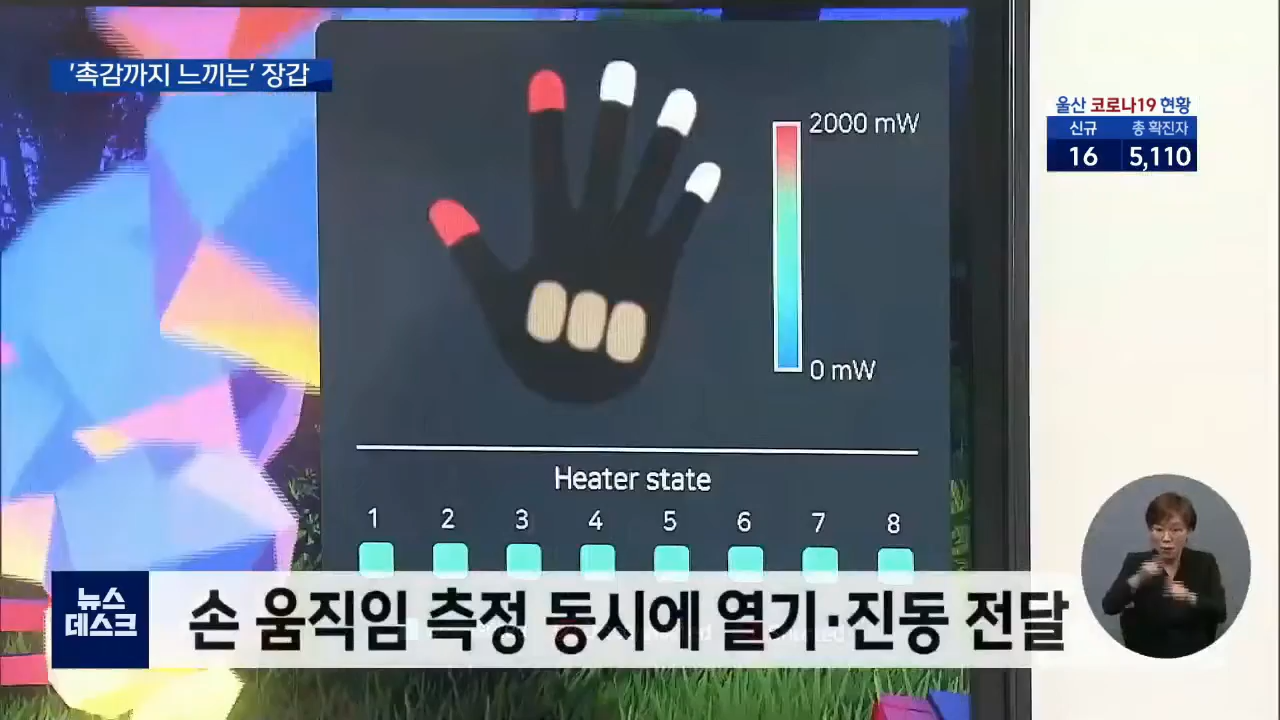 '촉감까지 느끼는' 장갑
울산 코로나19 현황
신규 총 확진자
16 5,110
2000 mW
0 mW
Heater state
1 2 3 4 5 6 7 8
뉴스
데스크
손 움직임 측정 동시에 열기·진동 전달